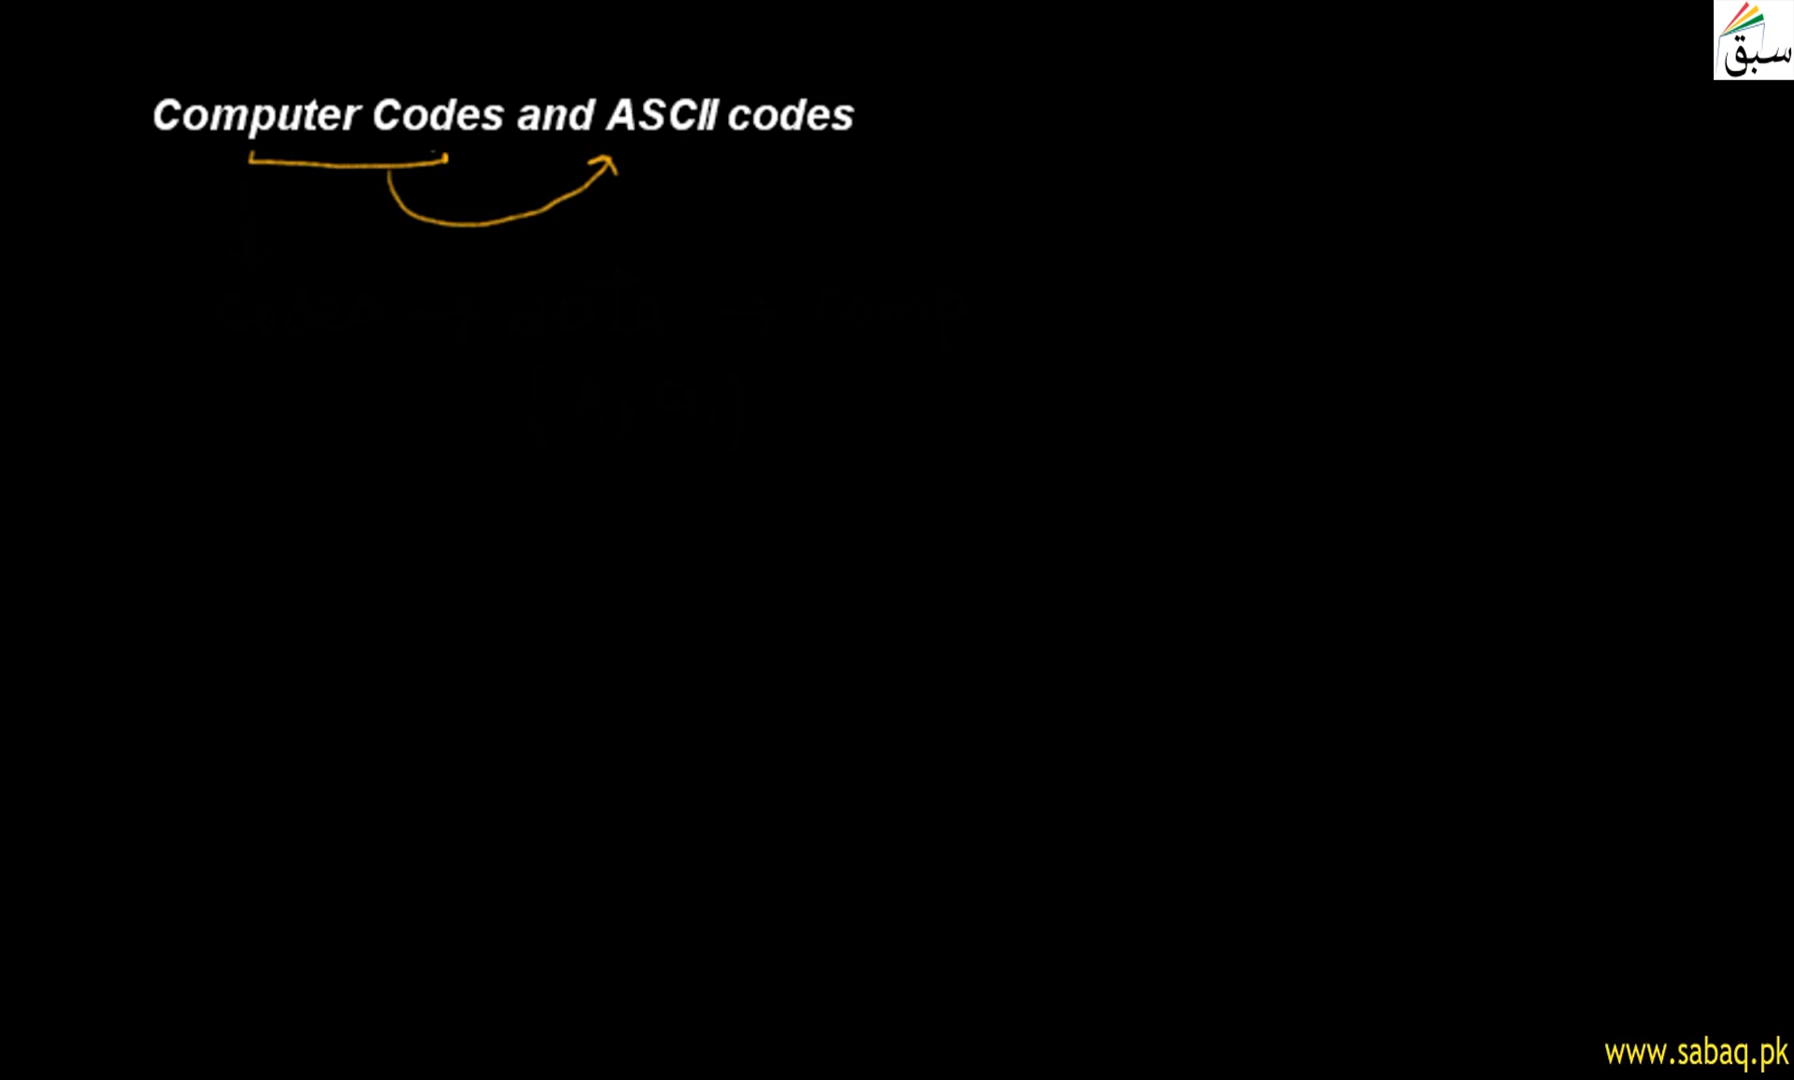 سبق
Computer Codes and ASCII codes
www.sabaq.pk